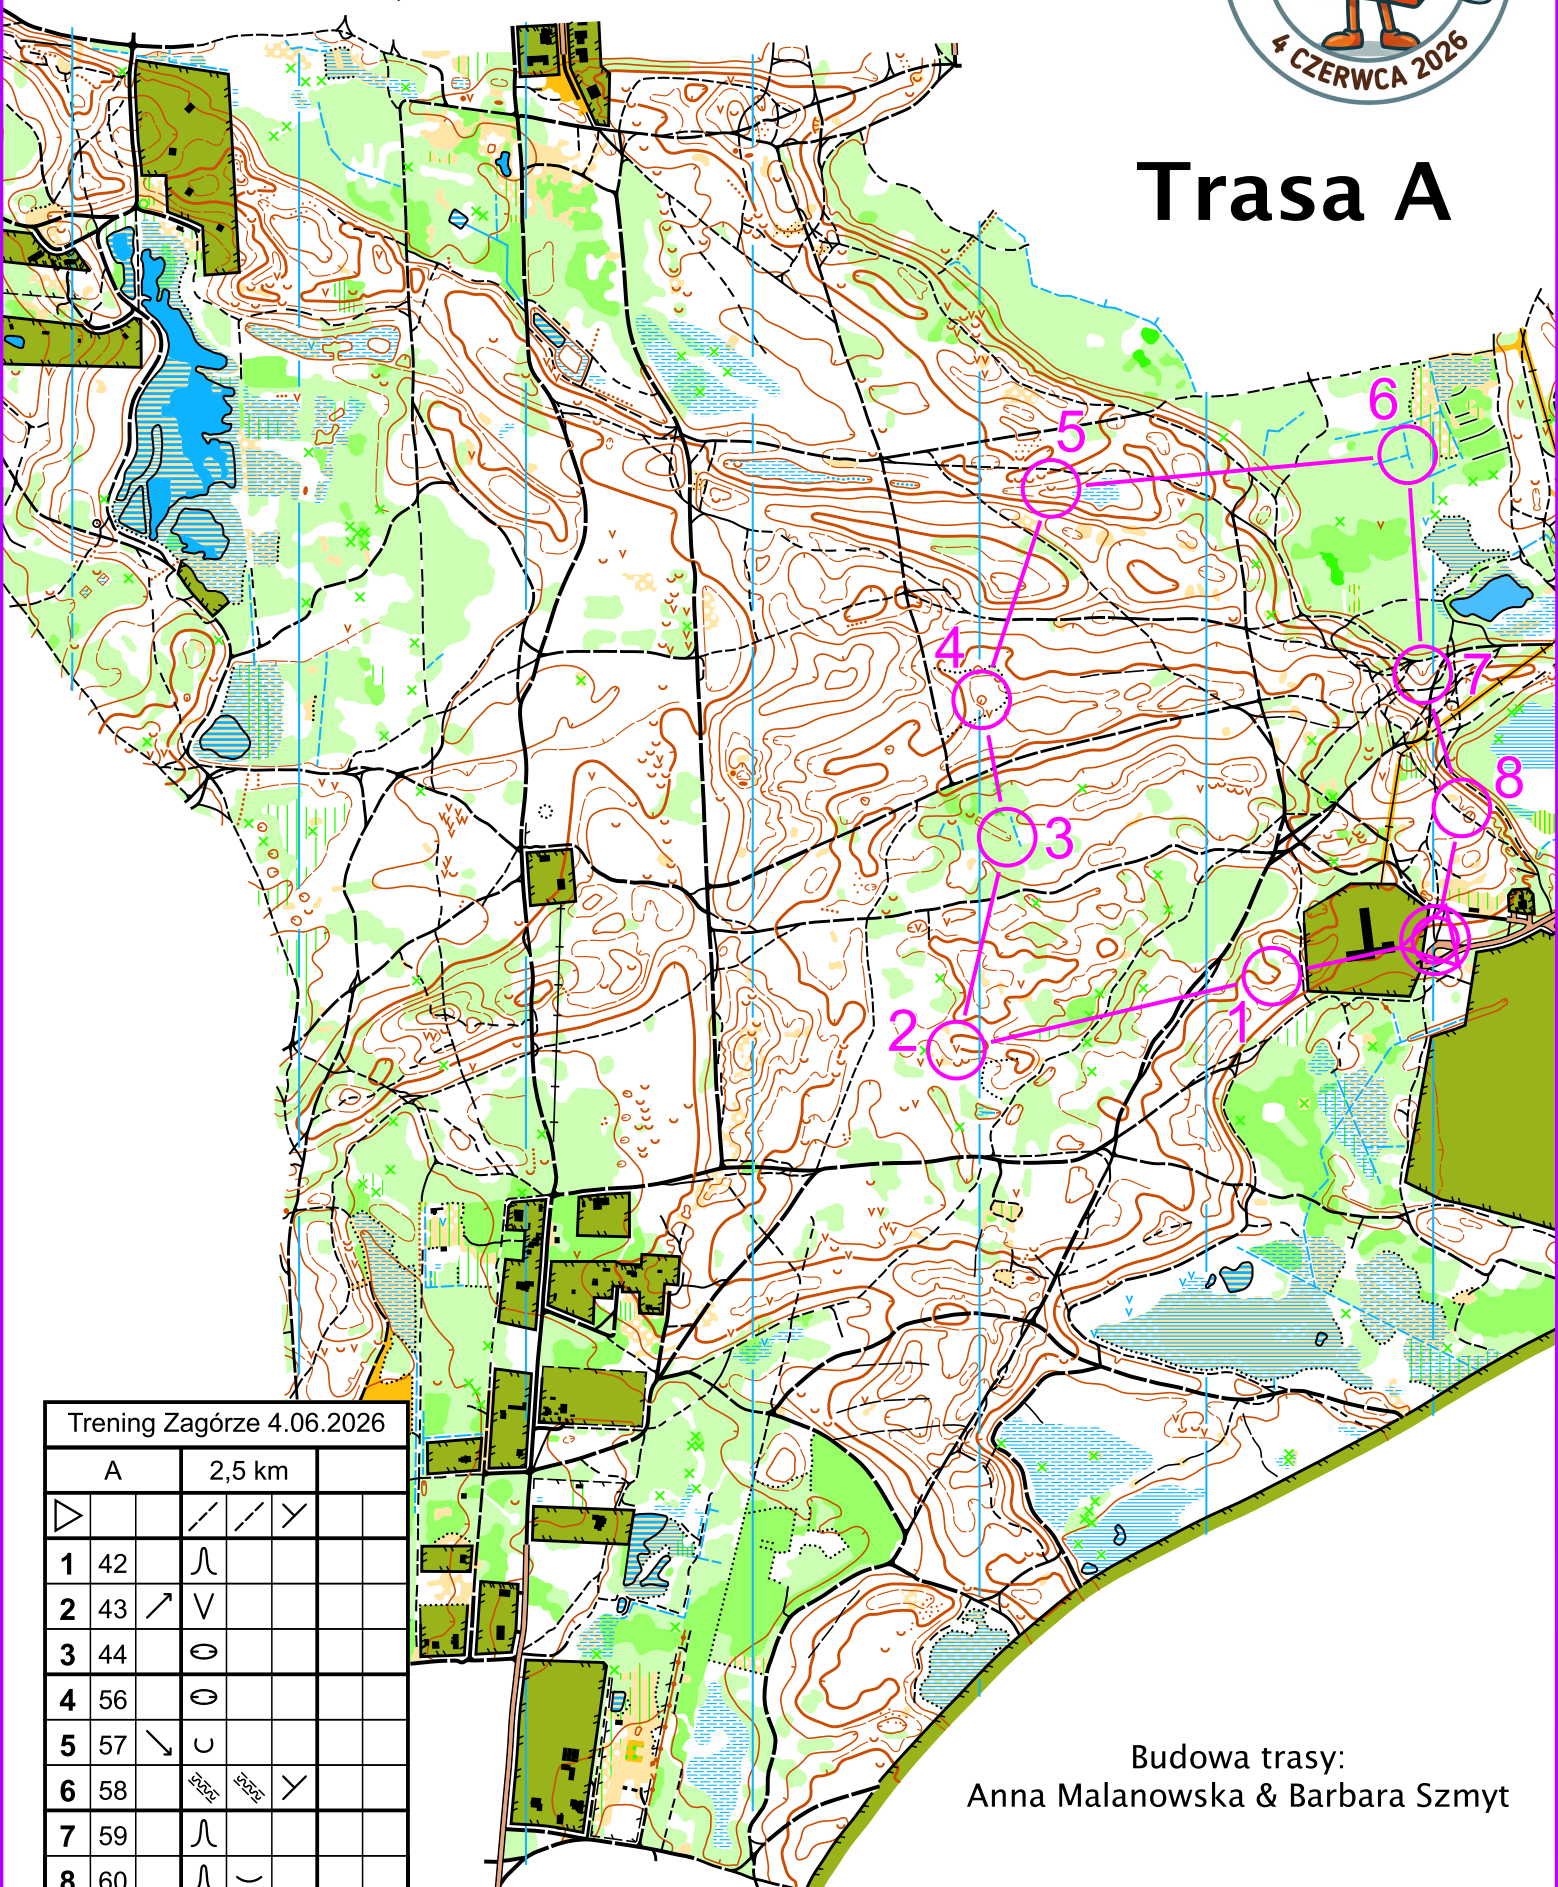 4 CZERWCA 2026
Trasa A
6
5
4
7
8
3
2
1
Trening Zagórze 4.06.2026
A 2,5 km
1 42
2 43
3 44
4 56
5 57
6 58
7 59
8 60
Budowa trasy:
Anna Malanowska & Barbara Szmyt